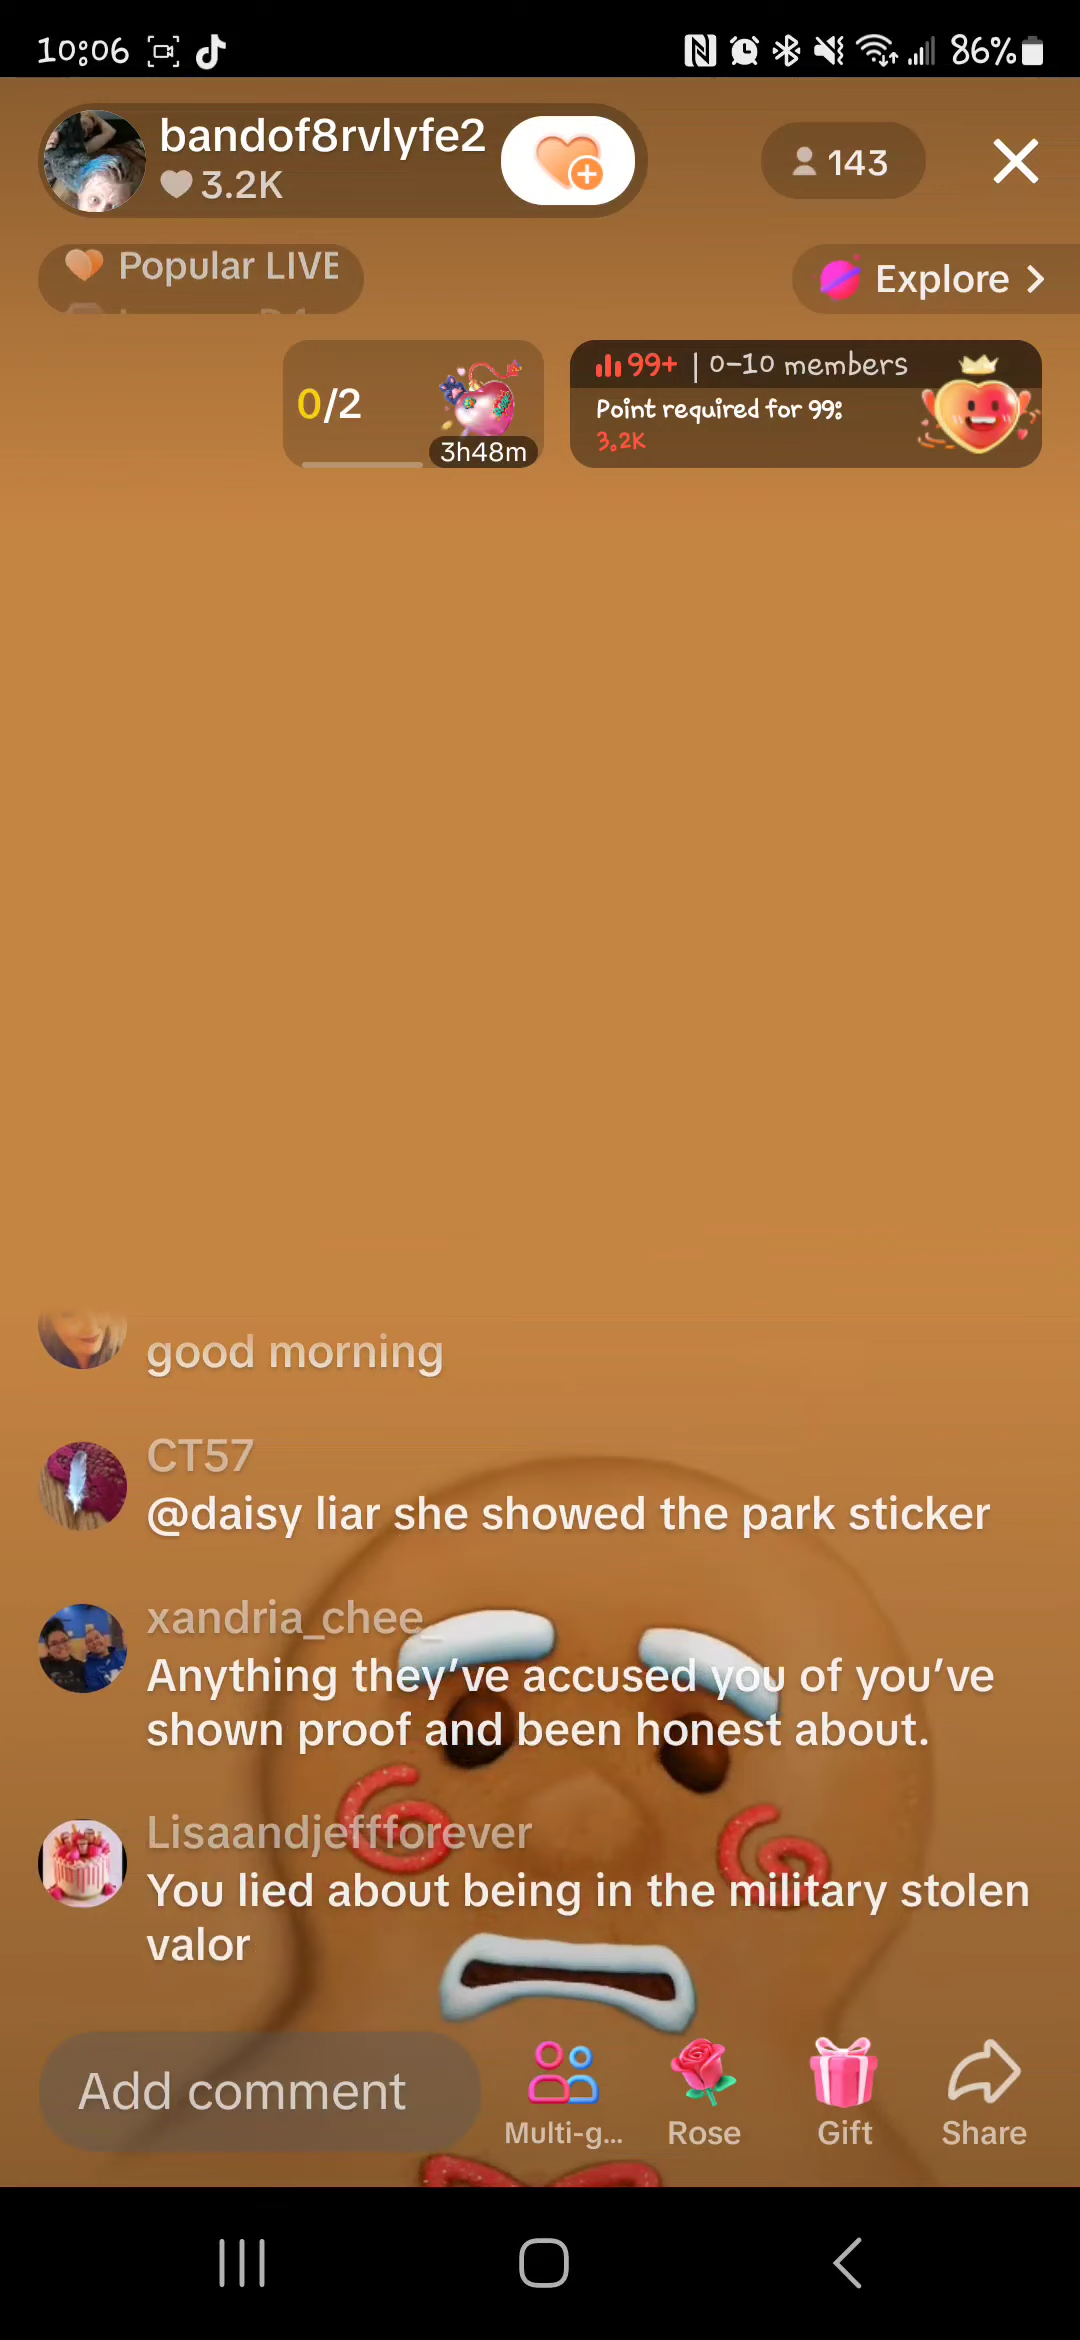 10:06
86%
bandof8rvlyfe2
3.2K
143
Popular LIVE
Explore
0/2
3h48m
99+ | 0-10 members
Point required for 99:
3.2K
good morning
CT57
@daisy liar she showed the park sticker
xandria_chee_
Anything they’ve accused you of you’ve
shown proof and been honest about.
Lisaandjeffforever
You lied about being in the military stolen
valor
Add comment
Multi-g...
Rose
Gift
Share